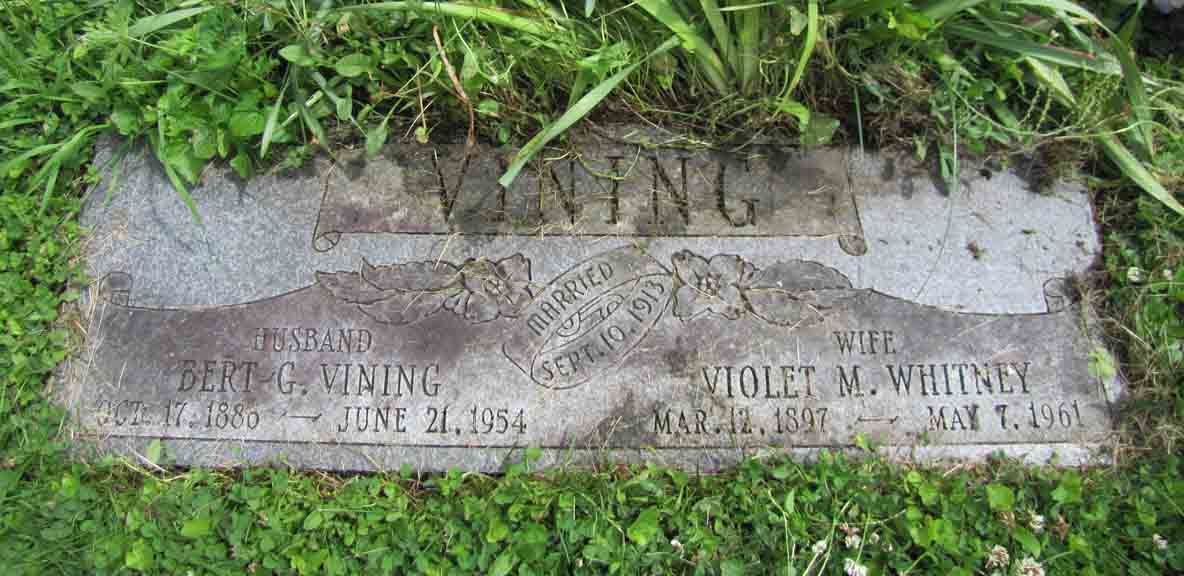 VINING
MARRIED
SEPT. 10, 1913
HUSBAND
BERT G. VINING
OCT. 17, 1886 — JUNE 21, 1954
WIFE
VIOLET M. WHITNEY
MAR. 12, 1897 — MAY 7, 1961